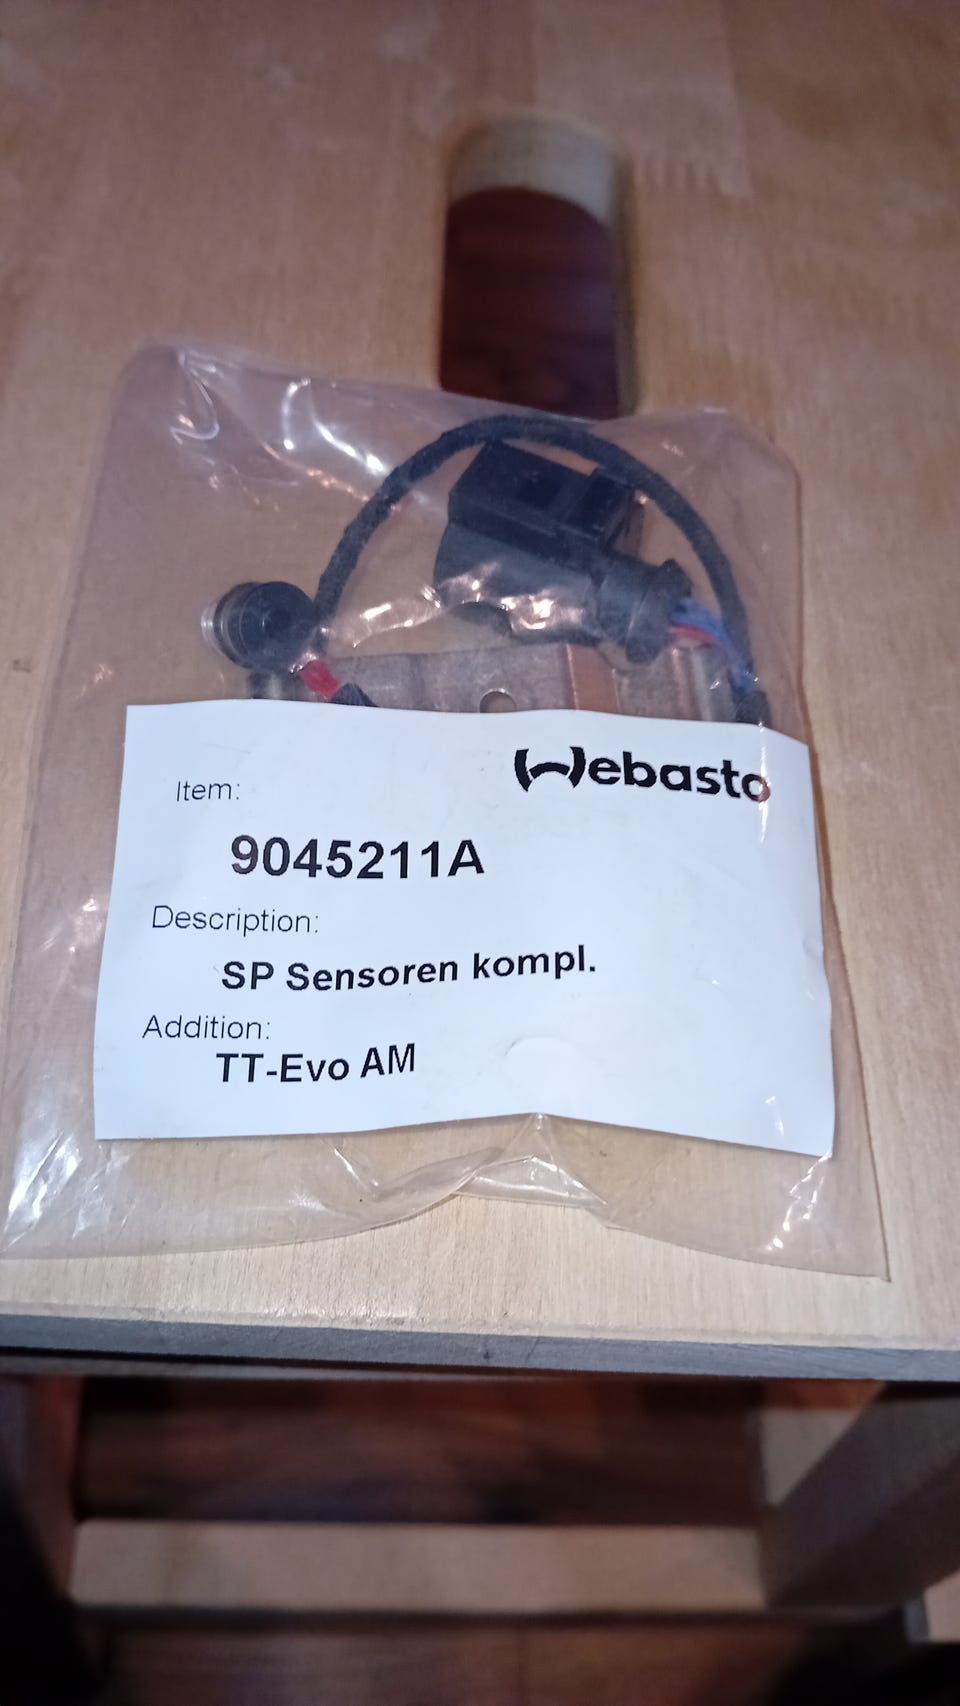 Webasto
Item:
9045211A
Description:
SP Sensoren kompl.
Addition:
TT-Evo AM